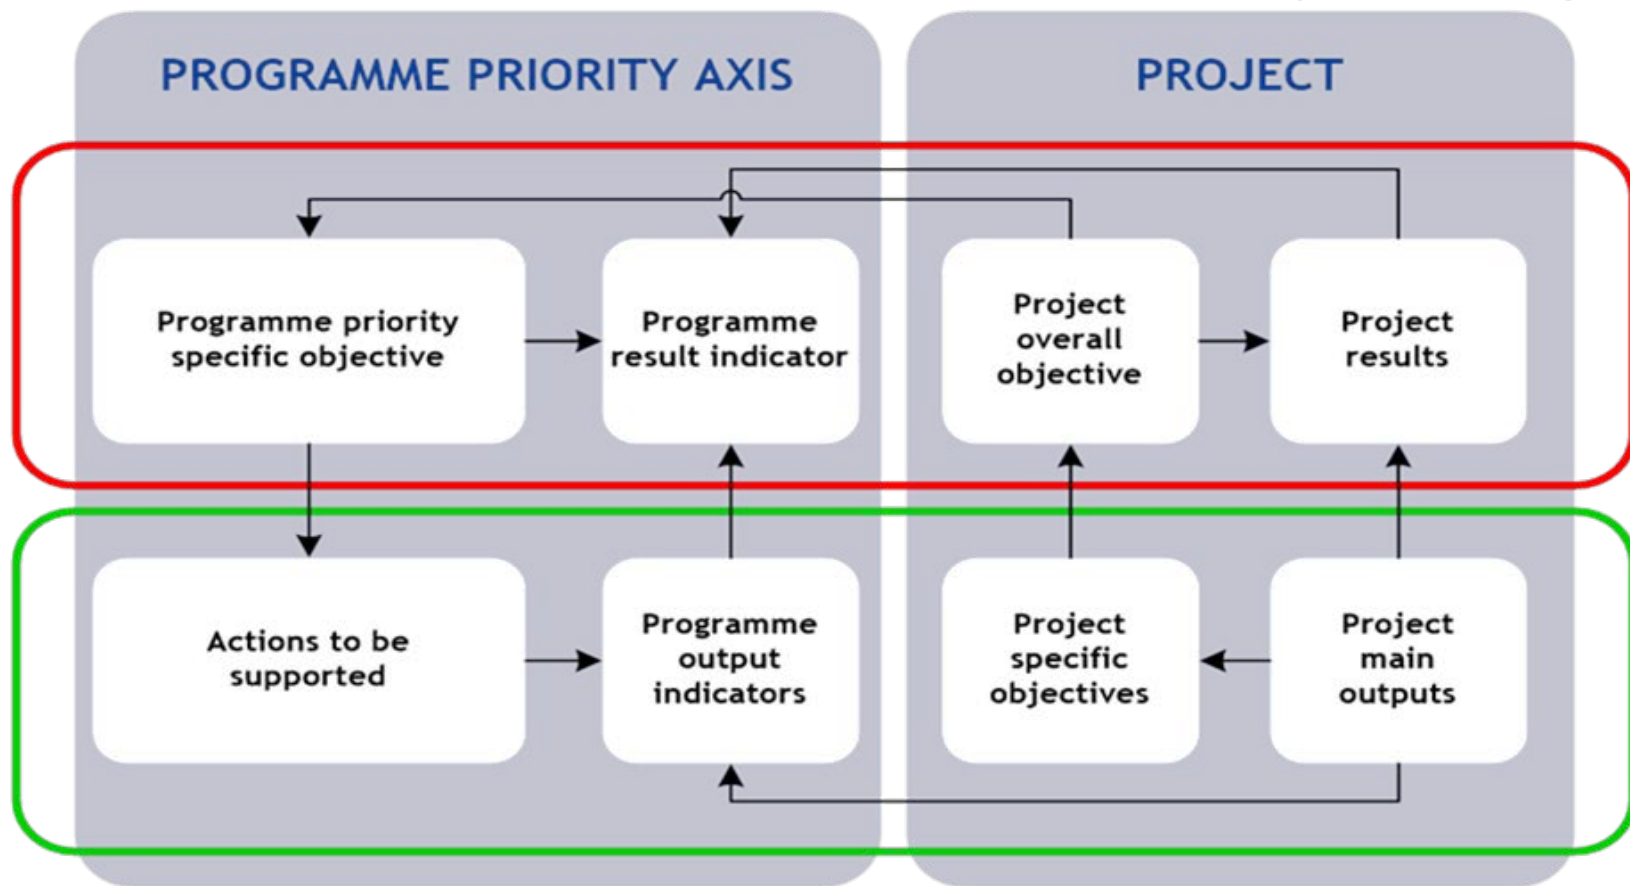 PROGRAMME PRIORITY AXIS
PROJECT
Programme priority
specific objective
Programme
result indicator
Project
overall
objective
Project
results
Actions to be
supported
Programme
output
indicators
Project
specific
objectives
Project
main
outputs